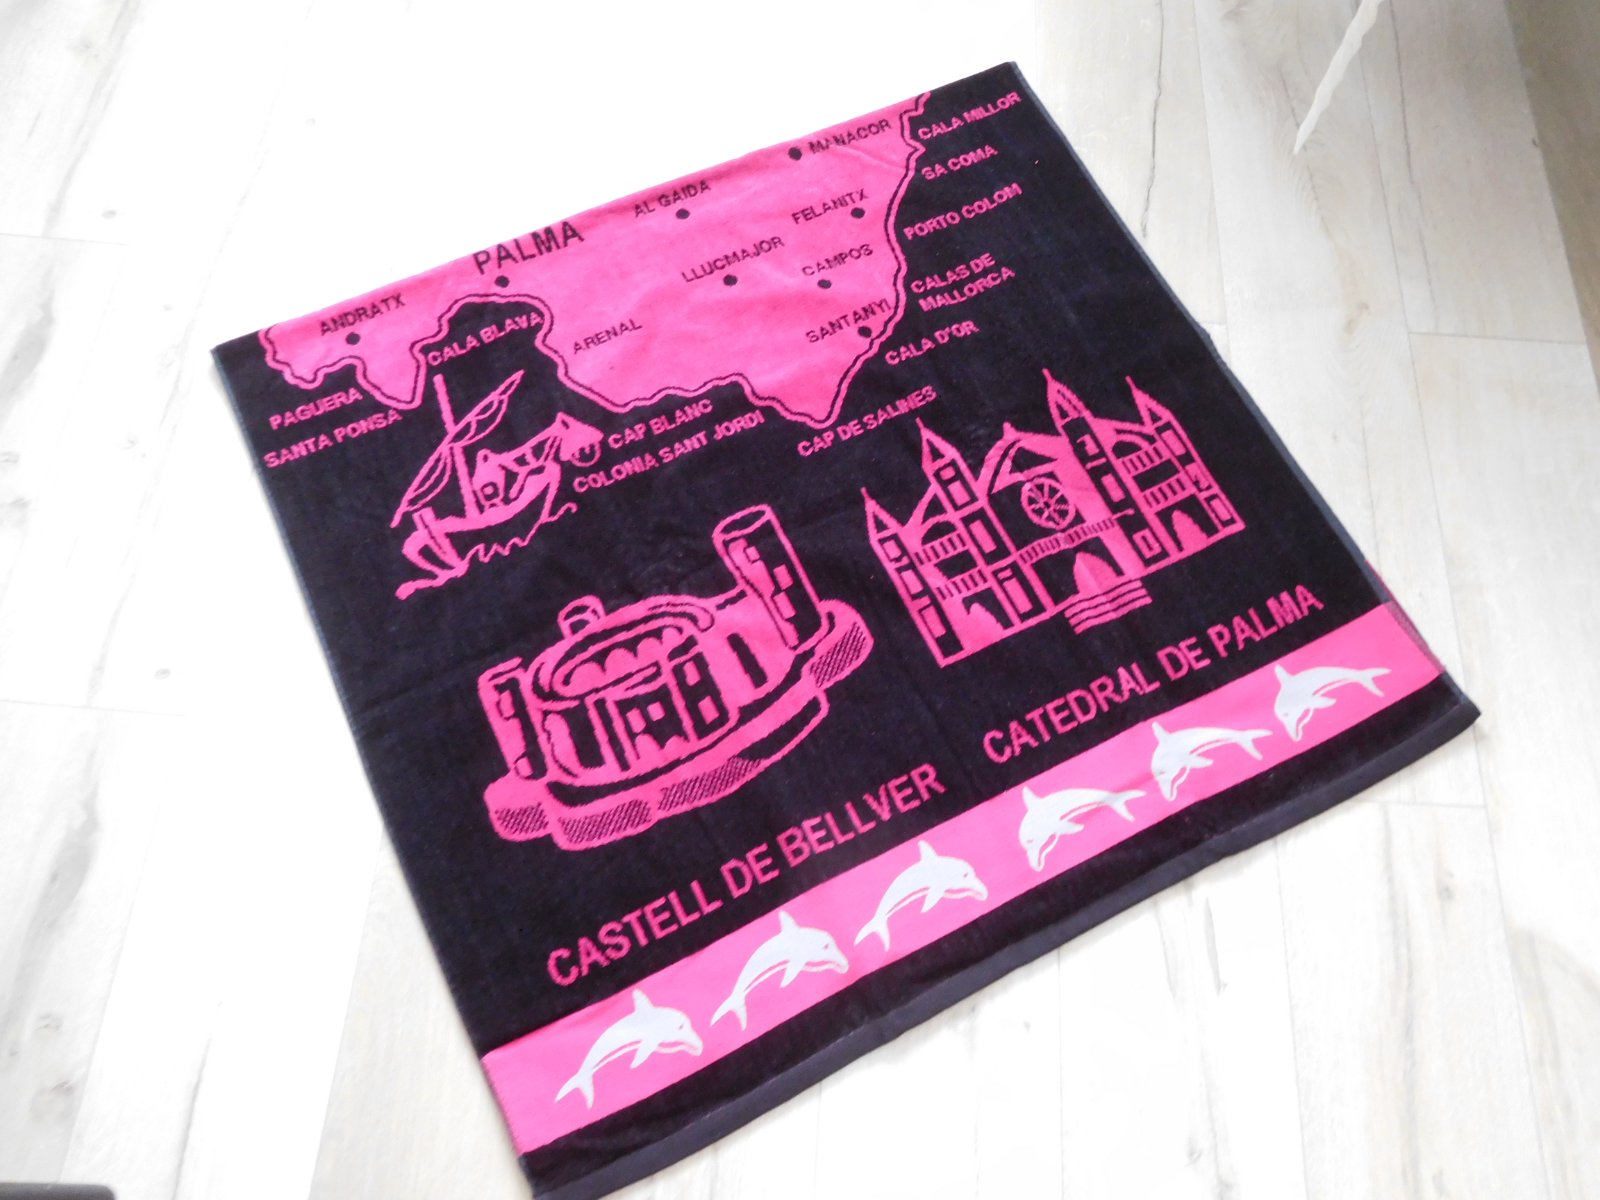 MANACOR
CALA MILLOR
SA COMA
AL GAIDA
FELANITX
PORTO COLOM
PALMA
LLUCMAJOR
CAMPOS
CALAS DE
MALLORCA
ANDRATX
CALA BLAVA
ARENAL
SANTANYI
CALA D'OR
PAGUERA
SANTA PONSA
CAP BLANC
COLONIA SANT JORDI
CAP DE SALINES
CASTELL DE BELLVER
CATEDRAL DE PALMA